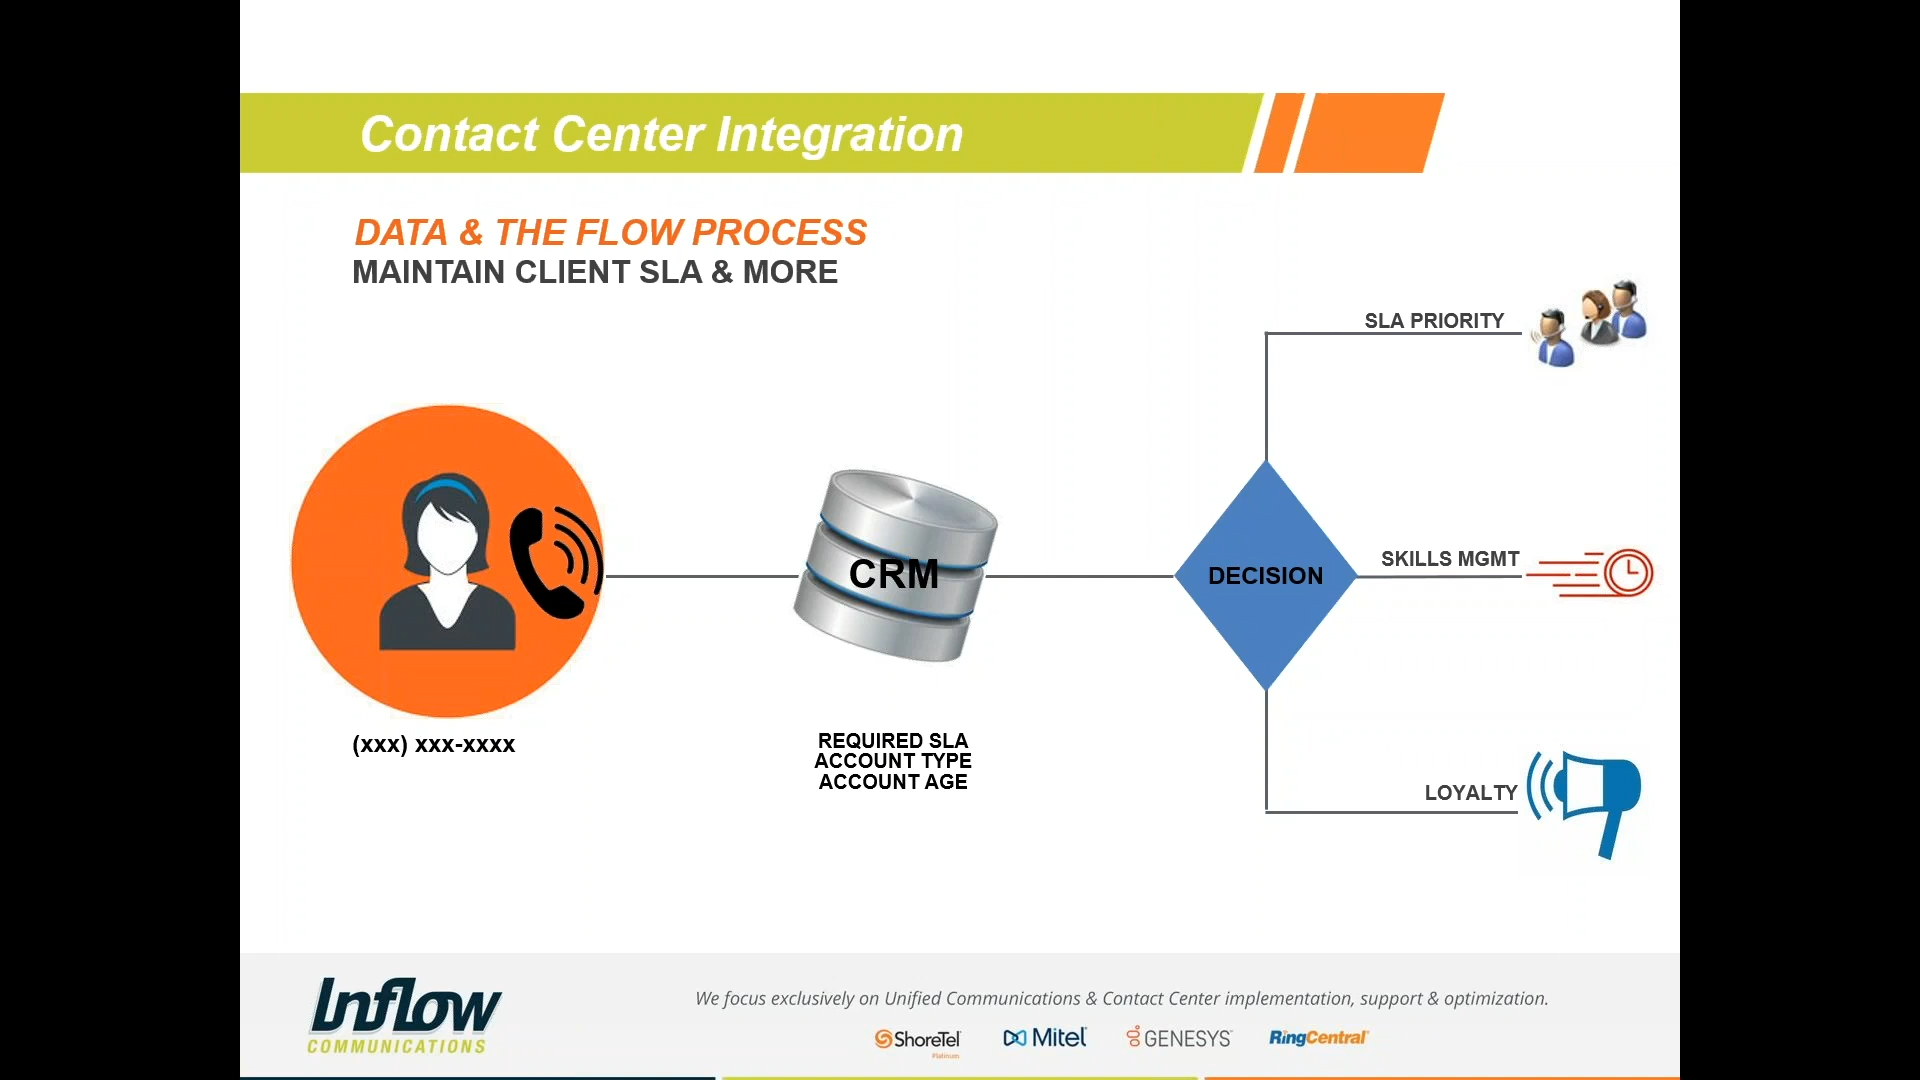 Contact Center Integration
DATA & THE FLOW PROCESS
MAINTAIN CLIENT SLA & MORE
SLA PRIORITY
CRM
DECISION
SKILLS MGMT
(xxx) xxx-xxxx
REQUIRED SLA
ACCOUNT TYPE
ACCOUNT AGE
LOYALTY
Inflow
COMMUNICATIONS
We focus exclusively on Unified Communications & Contact Center implementation, support & optimization.
ShoreTel
Platinum
Mitel
GENESYS
RingCentral